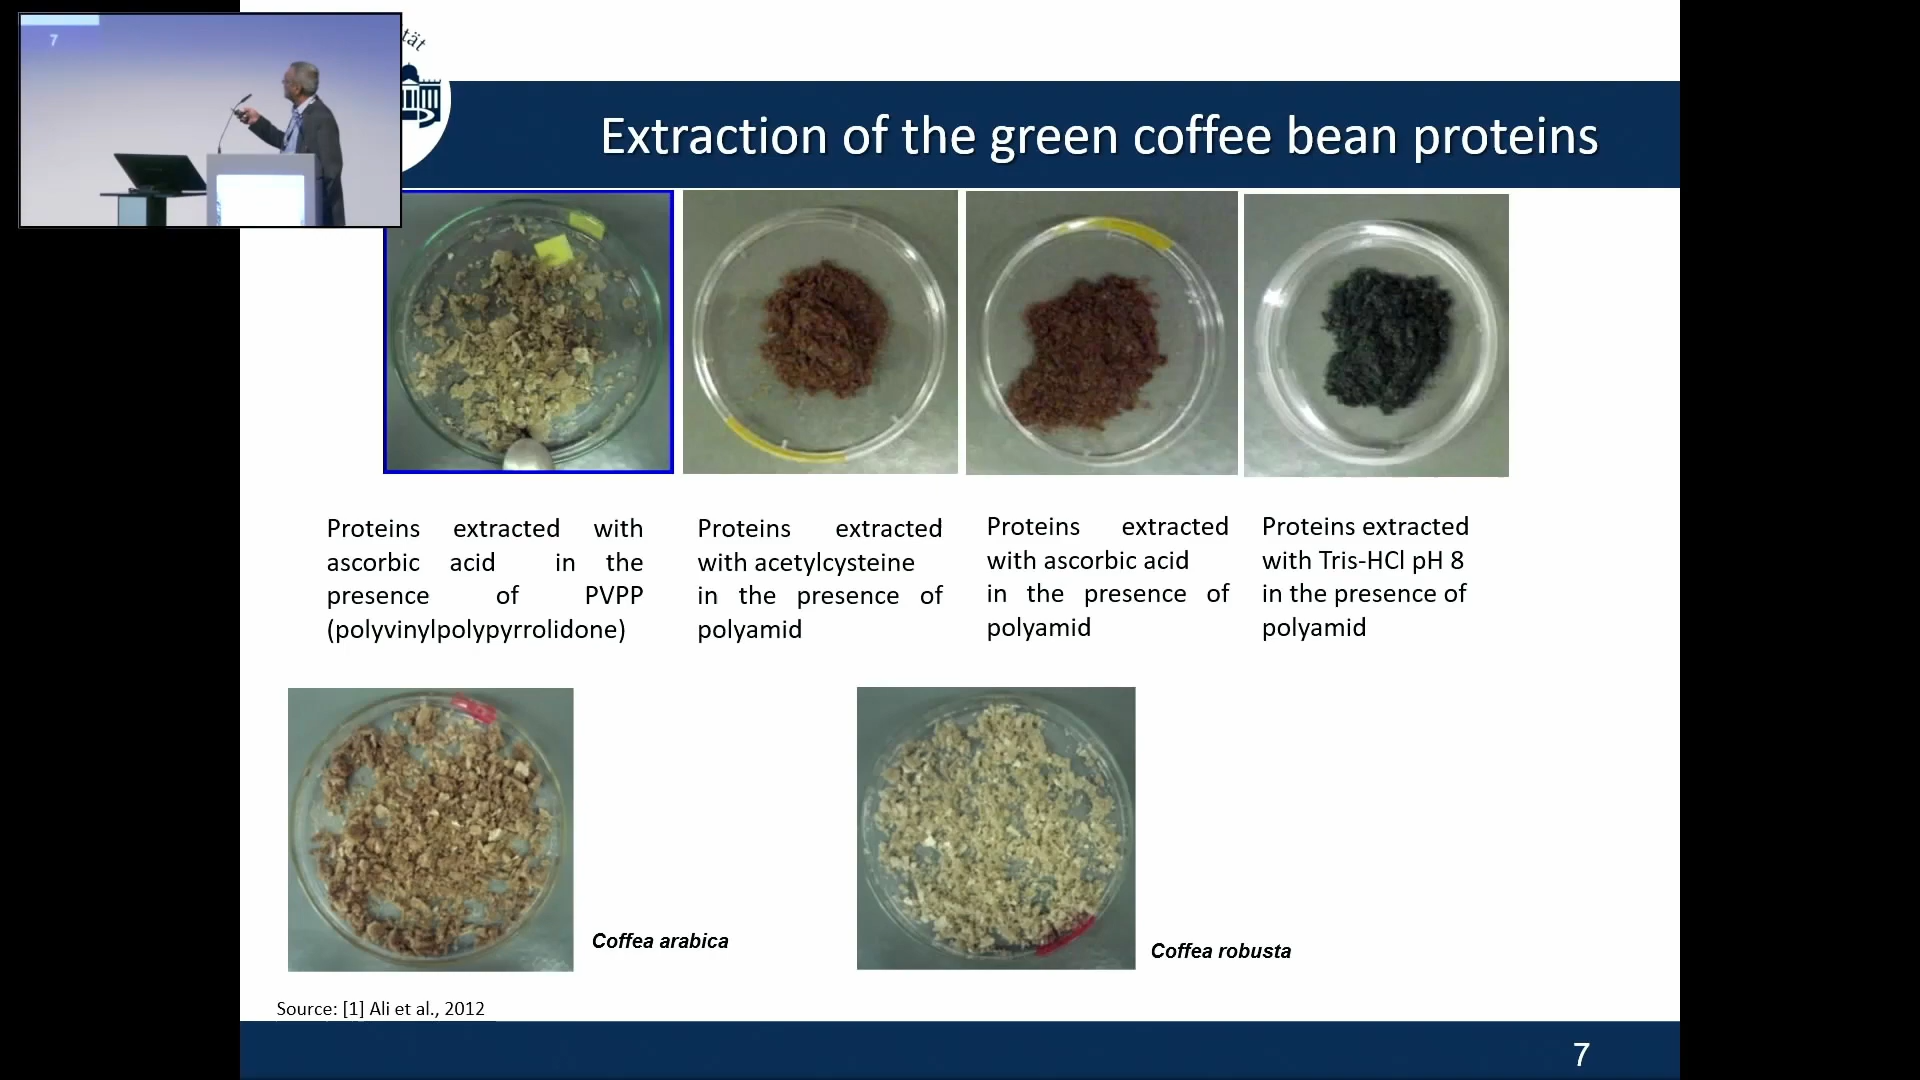 7
tät
Extraction of the green coffee bean proteins
Proteins extracted with
ascorbic acid in the
presence of PVPP
(polyvinylpolypyrrolidone)
Proteins extracted
with acetylcysteine
in the presence of
polyamid
Proteins extracted
with ascorbic acid
in the presence of
polyamid
Proteins extracted
with Tris-HCl pH 8
in the presence of
polyamid
Coffea arabica
Coffea robusta
Source: [1] Ali et al., 2012
7